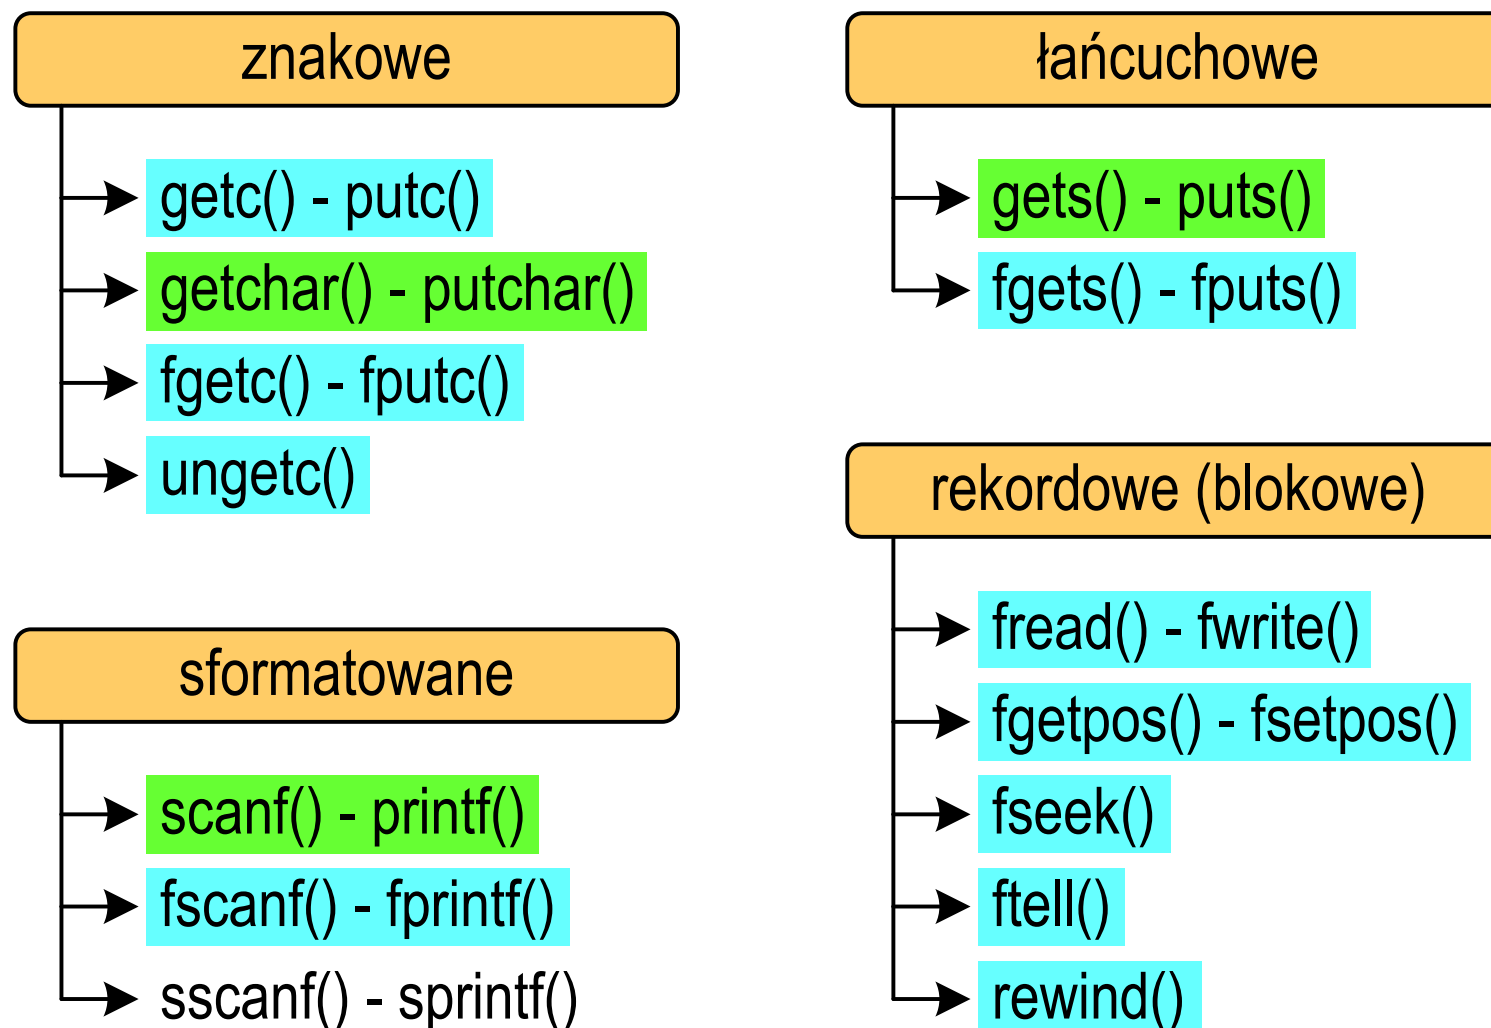 znakowe
getc() - putc()
getchar() - putchar()
fgetc() - fputc()
ungetc()
sformatowane
scanf() - printf()
fscanf() - fprintf()
sscanf() - sprintf()
łańcuchowe
gets() - puts()
fgets() - fputs()
rekordowe (blokowe)
fread() - fwrite()
fgetpos() - fsetpos()
fseek()
ftell()
rewind()